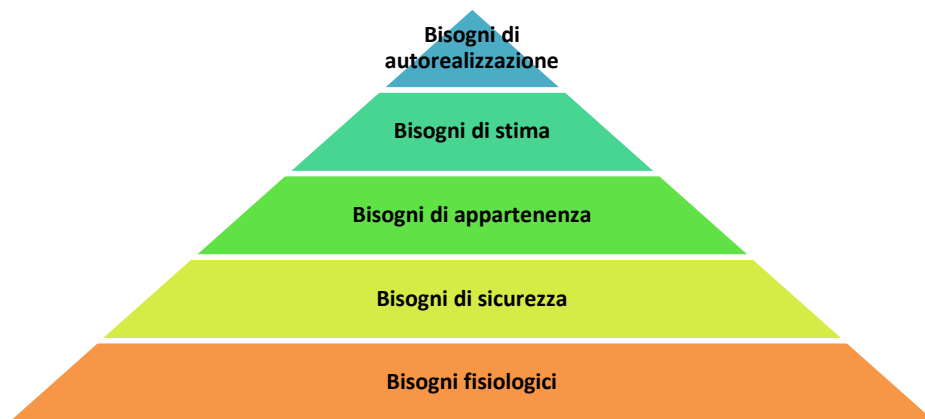 Bisogni di
autorealizzazione
Bisogni di stima
Bisogni di appartenenza
Bisogni di sicurezza
Bisogni fisiologici